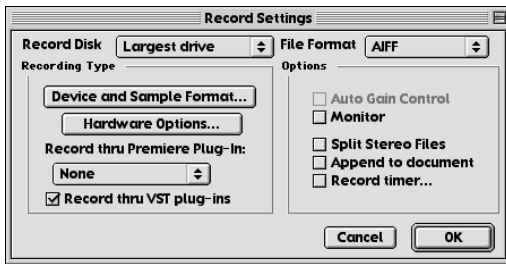 Record Settings
Record Disk Largest drive File Format AIFF
Recording Type
Device and Sample Format...
Hardware Options...
Record thru Premiere Plug-In:
None
Record thru VST plug-ins
Options
Auto Gain Control
Monitor
Split Stereo Files
Append to document
Record timer...
Cancel OK